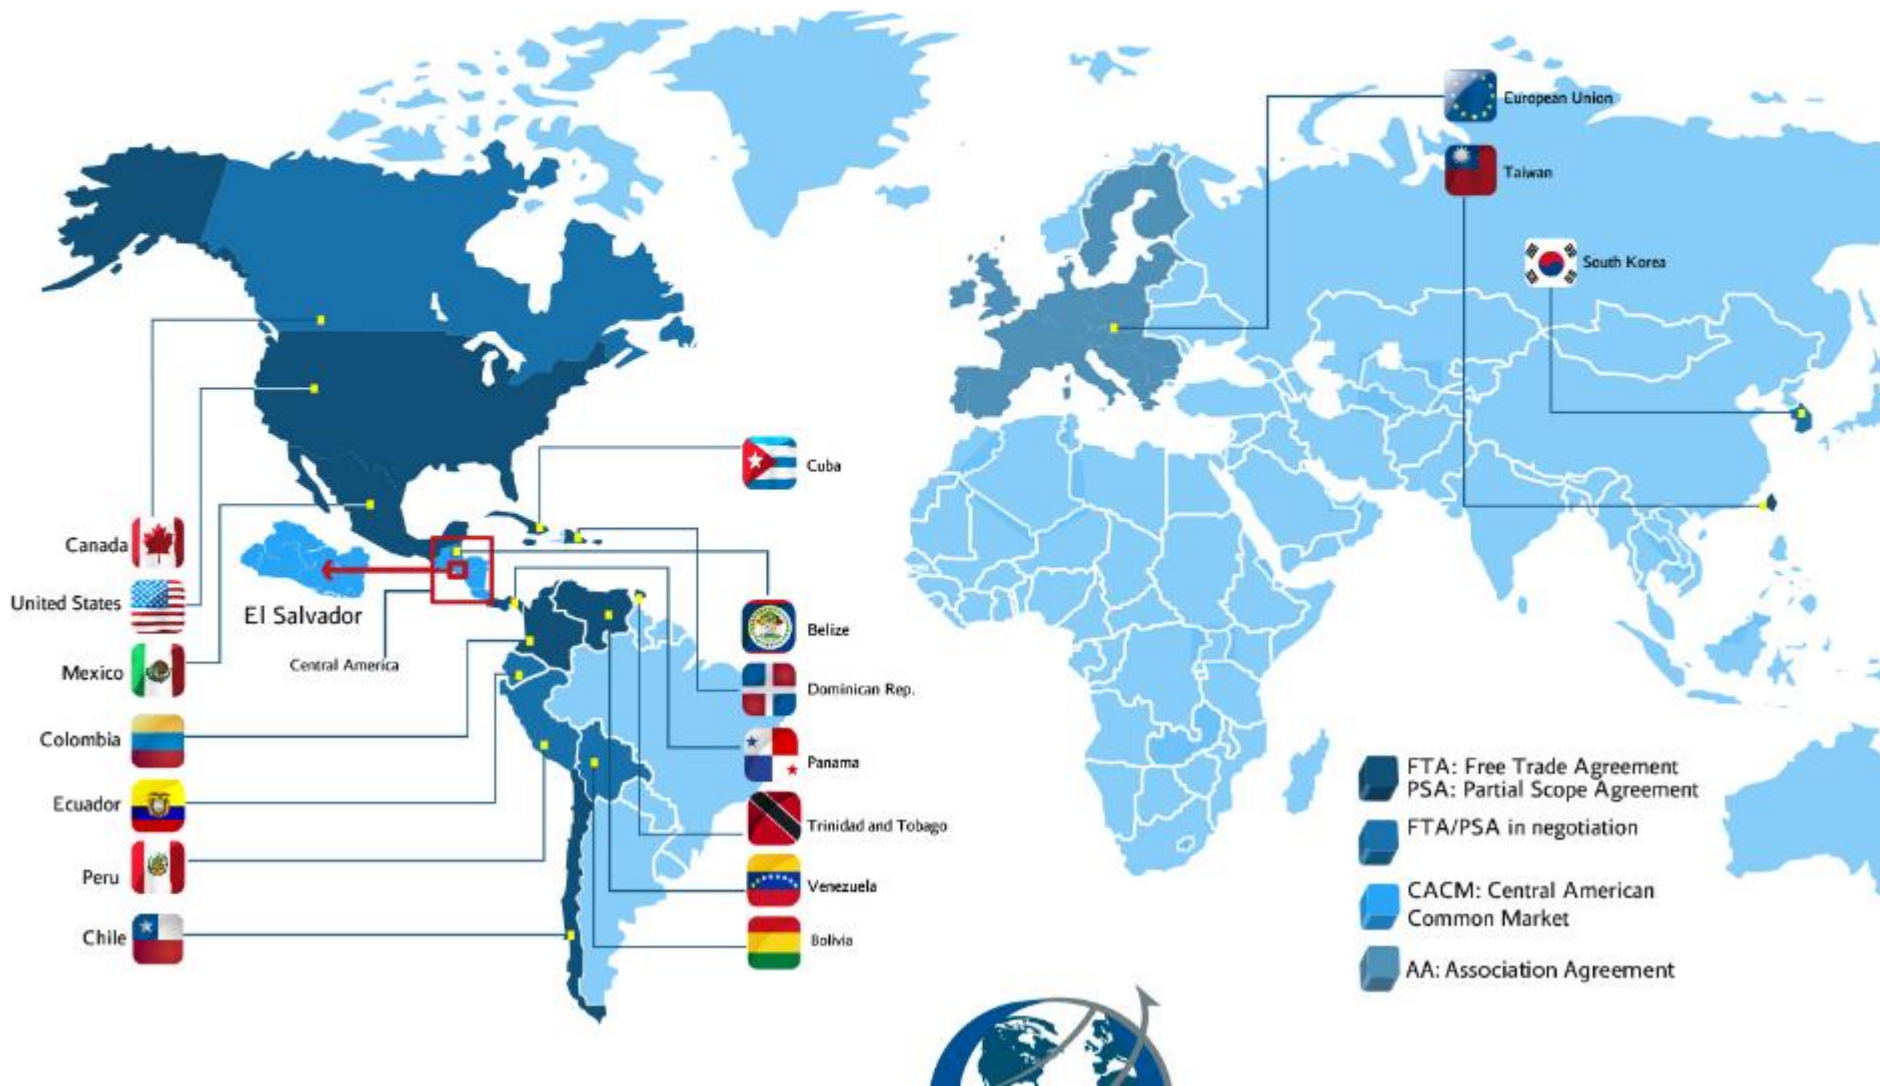 European Union
Taiwan
South Korea
Cuba
Canada
United States
El Salvador
Mexico
Central America
Belize
Dominican Rep.
Colombia
Panama
Ecuador
Trinidad and Tobago
Peru
Venezuela
Chile
Bolivia
FTA: Free Trade Agreement
PSA: Partial Scope Agreement
FTA/PSA in negotiation
CACM: Central American
Common Market
AA: Association Agreement